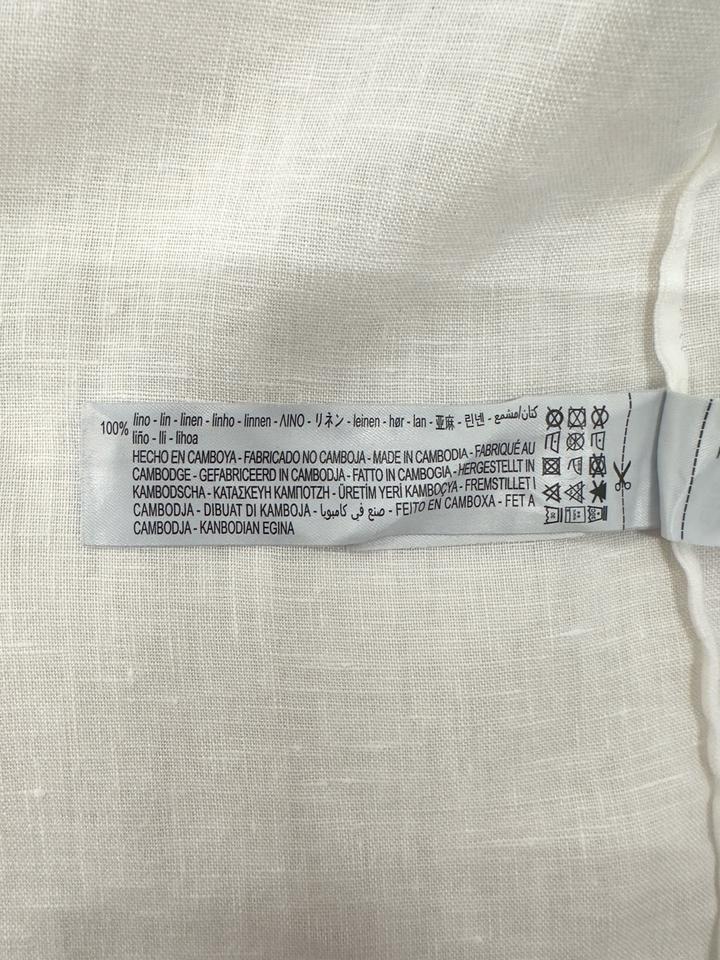 100% lino - lin - linen - linho - linnen - ΛΙΝΟ - リネン - leinen - hør - lan - 亚麻 - 린넨 - كتان/مشمع
liño - lli - lihoa
HECHO EN CAMBOYA - FABRICADO NO CAMBOJA - MADE IN CAMBODIA - FABRIQUÉ AU
CAMBODGE - GEFABRICEERD IN CAMBODJA - FATTO IN CAMBOGIA - HERGESTELLT IN
KAMBODSCHA - ΚΑΤΑΣΚΕΥΗ ΚΑΜΠΟΤΖΗ - ÜRETİM YERİ KAMBOÇYA - FREMSTILLET I
CAMBODJA - DIBUAT DI KAMBOJA - صنع في كامبوديا - FEITO EN CAMBOXA - FET A
CAMBODJA - KANBODIAN EGINA